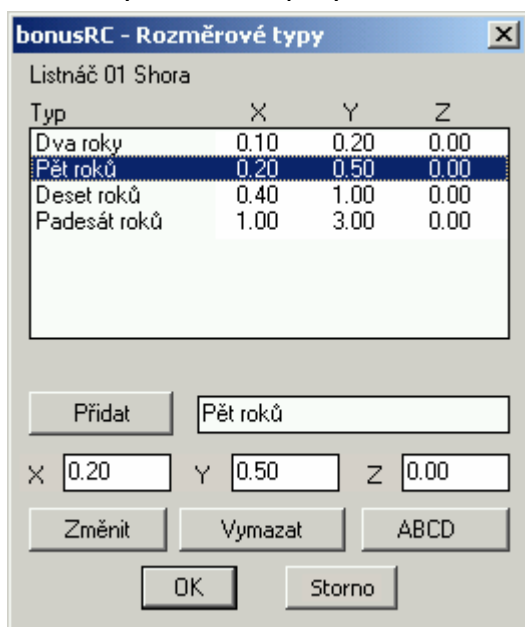 bonusRC - Rozměrové typy
Listnáč 01 Shora
Typ X Y Z
Dva roky 0.10 0.20 0.00
Pět roků 0.20 0.50 0.00
Deset roků 0.40 1.00 0.00
Padesát roků 1.00 3.00 0.00
Přidat Pět roků
X 0.20 Y 0.50 Z 0.00
Změnit Vymazat ABCD
OK Storno